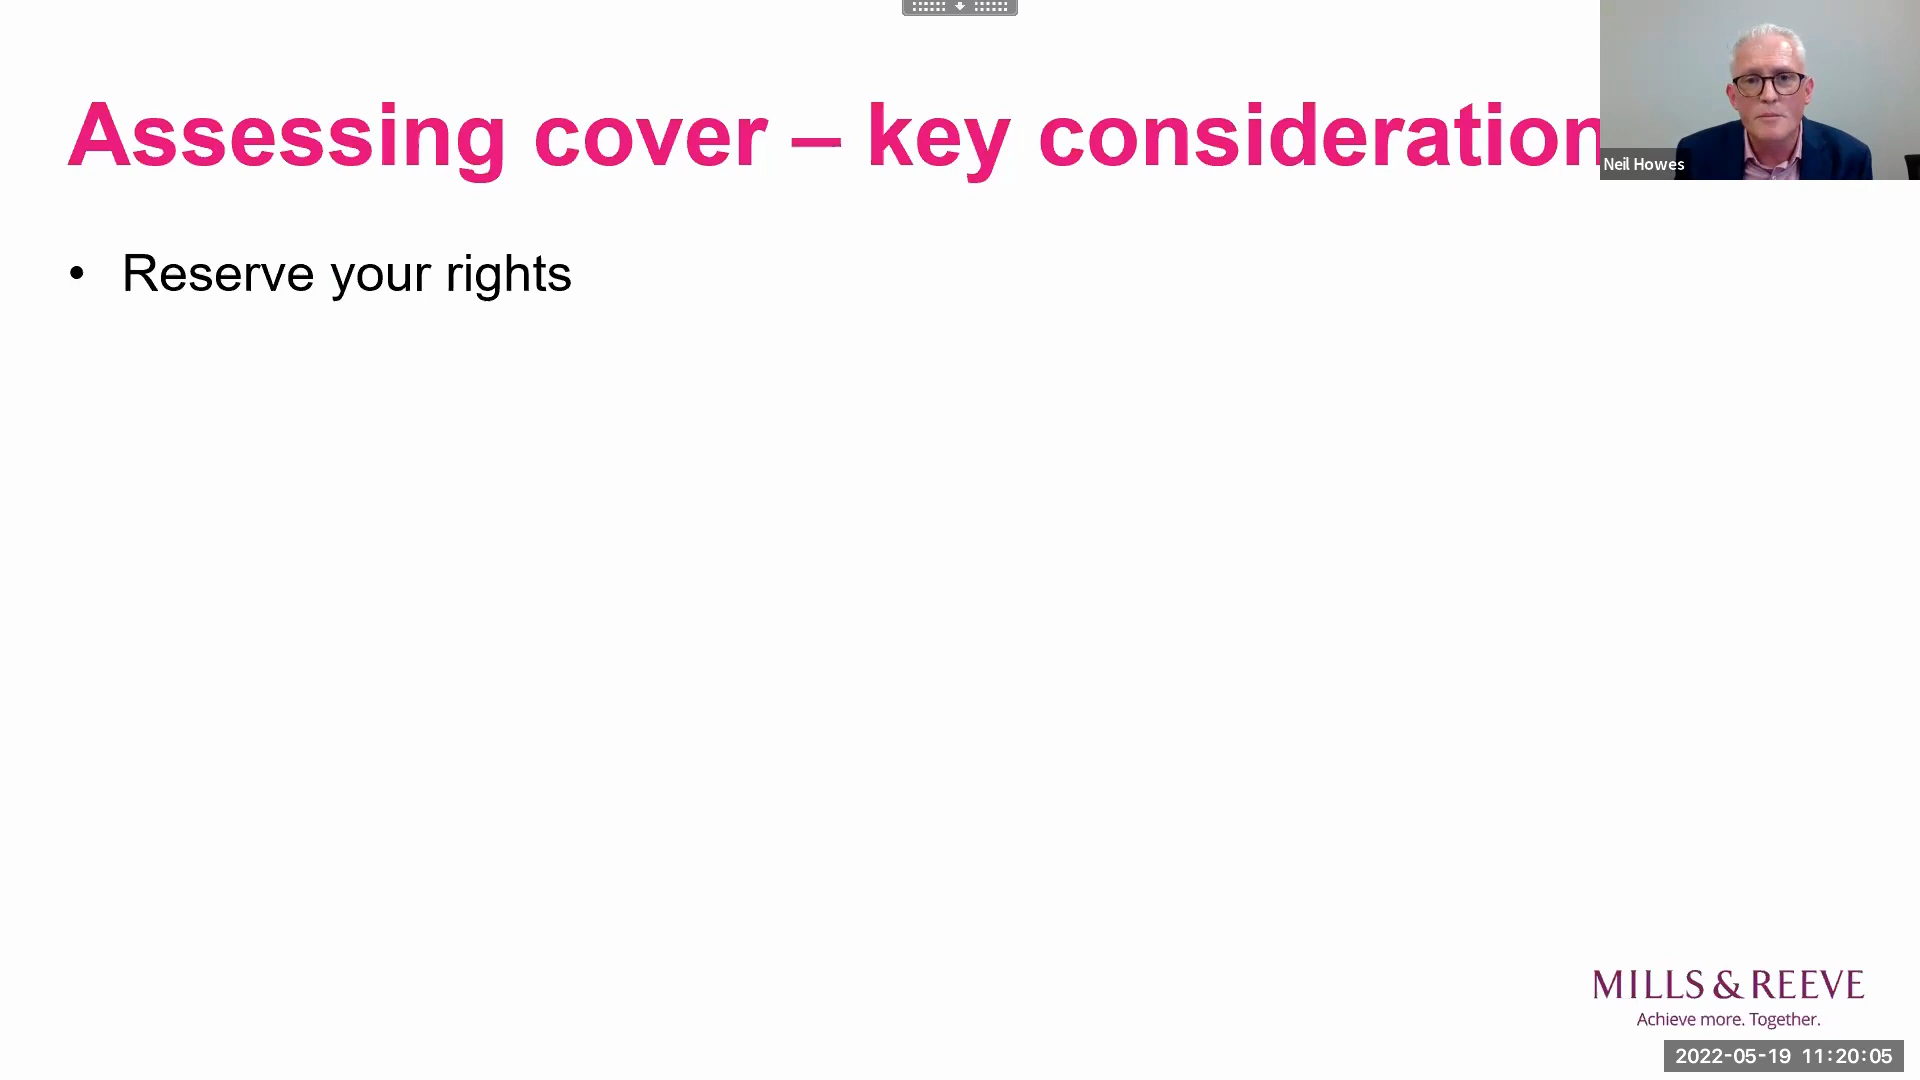 Assessing cover – key consideration
Neil Howes
• Reserve your rights
MILLS & REEVE
Achieve more. Together.
2022-05-19 11:20:05